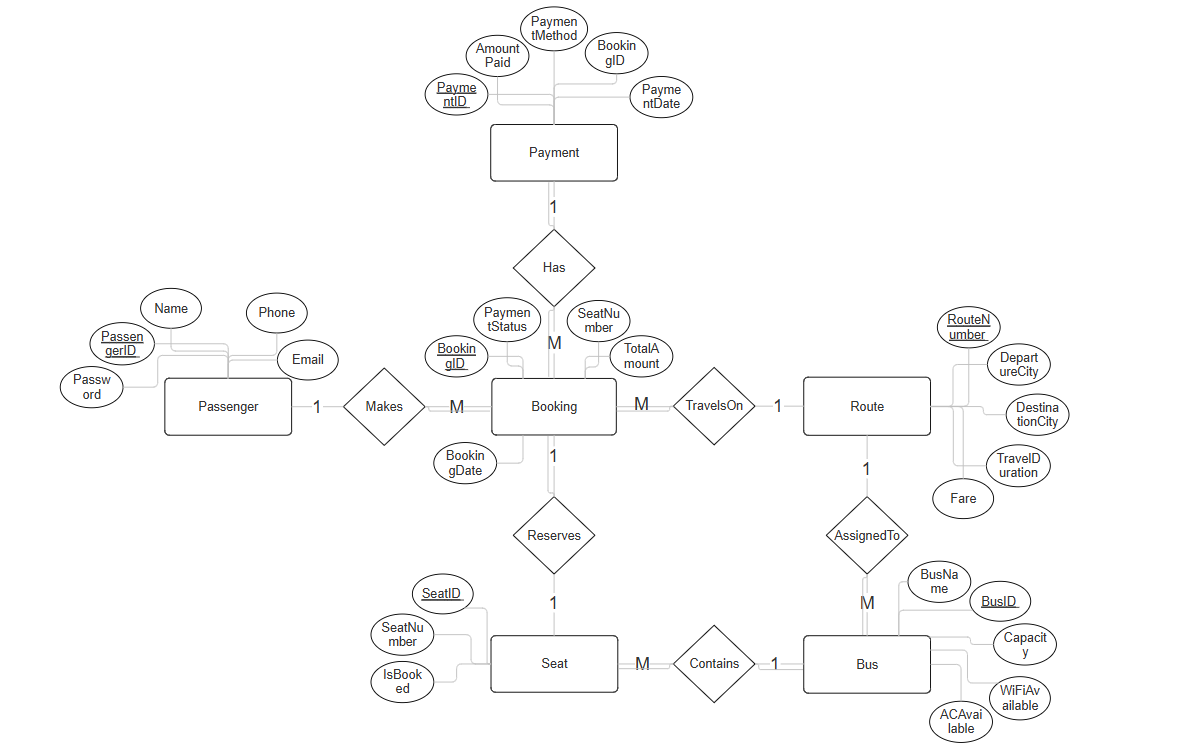 Paymen
tMethod
Amount
Paid
Bookin
gID
Payme
ntID
Payme
ntDate
Payment
1
Has
M
Name
Phone
Passen
gerID
Email
Passw
ord
Passenger
1
Makes
M
Paymen
tStatus
SeatNu
mber
Bookin
gID
TotalA
mount
Booking
Bookin
gDate
M
TravelsOn
1
Route
RouteN
umber
Depart
ureCity
Destina
tionCity
TravelD
uration
Fare
1
Reserves
1
1
AssignedTo
M
SeatID
SeatNu
mber
IsBook
ed
Seat
M
Contains
1
Bus
BusNa
me
BusID
Capacit
y
WiFiAv
ailable
ACAvai
lable